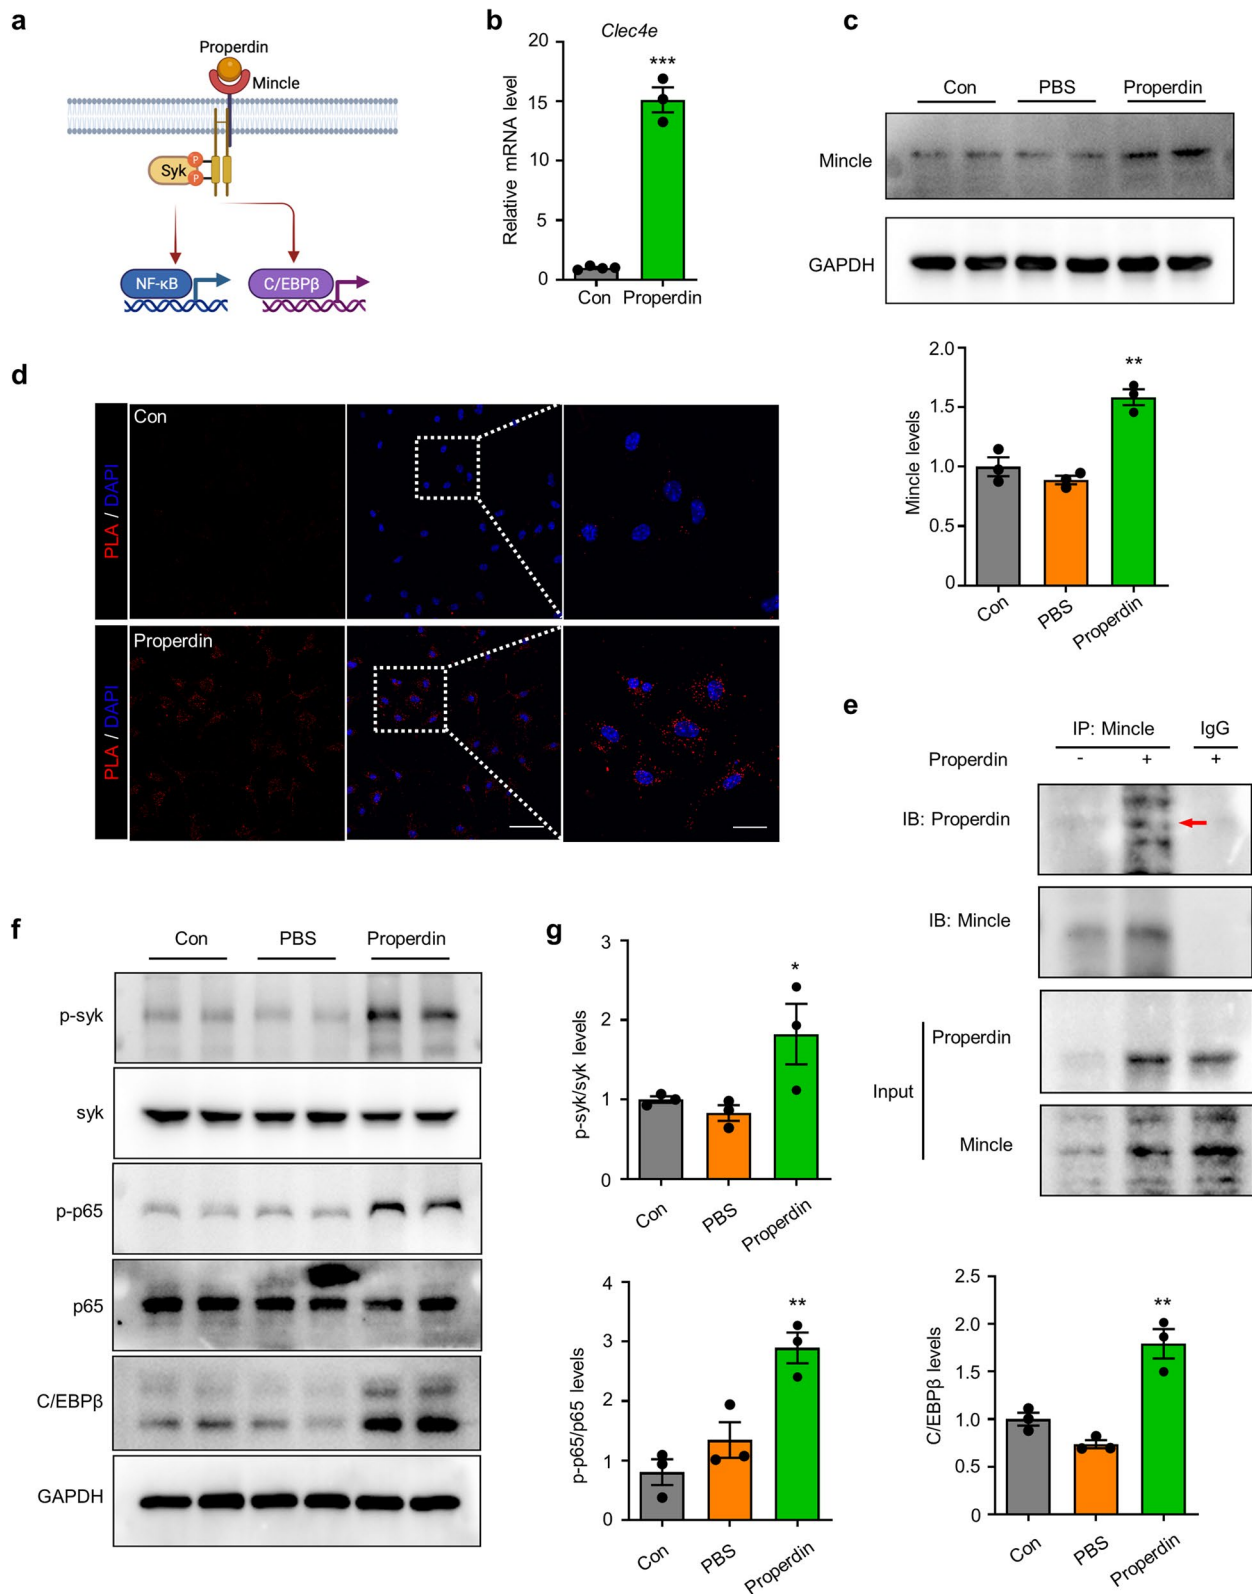 a
Properdin
Mincle
Syk
P
P
NF-κB
C/EBPβ
b
Clec4e
***
Relative mRNA level
20
15
10
5
0
Con
Properdin
c
Con
PBS
Properdin
Mincle
GAPDH
**
Mincle levels
2.0
1.5
1.0
0.5
0
Con
PBS
Properdin
d
PLA / DAPI
Con
PLA / DAPI
Properdin
e
IP: Mincle
IgG
Properdin
-
+
+
IB: Properdin
IB: Mincle
Input
Properdin
Mincle
f
Con
PBS
Properdin
p-syk
syk
p-p65
p65
C/EBPβ
GAPDH
g
*
p-syk/syk levels
3
2
1
0
Con
PBS
Properdin
**
p-p65/p65 levels
4
3
2
1
0
Con
PBS
Properdin
**
C/EBPβ levels
2.5
2.0
1.5
1.0
0.5
0
Con
PBS
Properdin